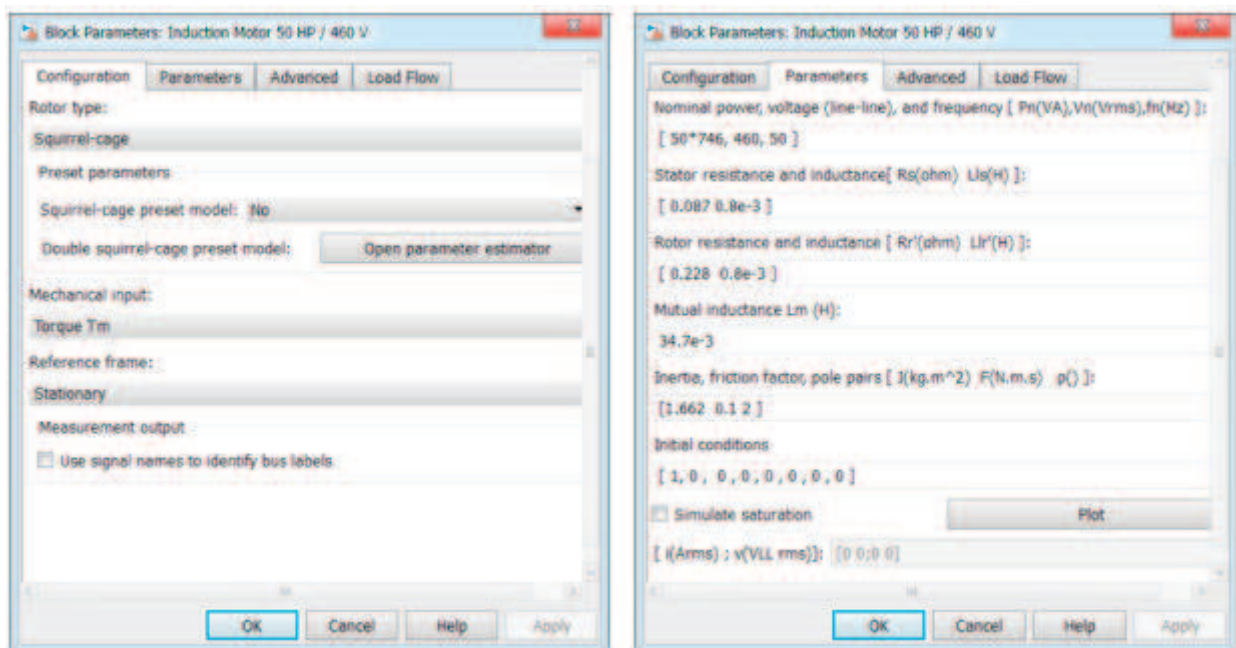 Block Parameters: Induction Motor 50 HP / 460 V
Configuration Parameters Advanced Load Flow
Rotor type:
Squirrel-cage
Preset parameters
Squirrel-cage preset model: No
Double squirrel-cage preset model: Open parameter estimator
Mechanical input:
Torque Tm
Reference frame:
Stationary
Measurement output
Use signal names to identify bus labels
OK Cancel Help Apply
Block Parameters: Induction Motor 50 HP / 460 V
Configuration Parameters Advanced Load Flow
Nominal power, voltage (line-line), and frequency [ Pn(VA),Vn(Vrms),fn(Hz) ]:
[ 50*746, 460, 50 ]
Stator resistance and inductance[ Rs(ohm) Lls(H) ]:
[ 0.087 0.8e-3 ]
Rotor resistance and inductance [ Rr'(ohm) Llr'(H) ]:
[ 0.228 0.8e-3 ]
Mutual inductance Lm (H):
34.7e-3
Inertia, friction factor, pole pairs [ J(kg.m^2) F(N.m.s) p() ]:
[1.662 0.1 2 ]
Initial conditions
[ 1, 0 , 0 , 0 , 0 , 0 , 0 , 0 ]
Simulate saturation Plot
[ i(Arms) ; v(VLL rms)]: [0 0;0 0]
OK Cancel Help Apply